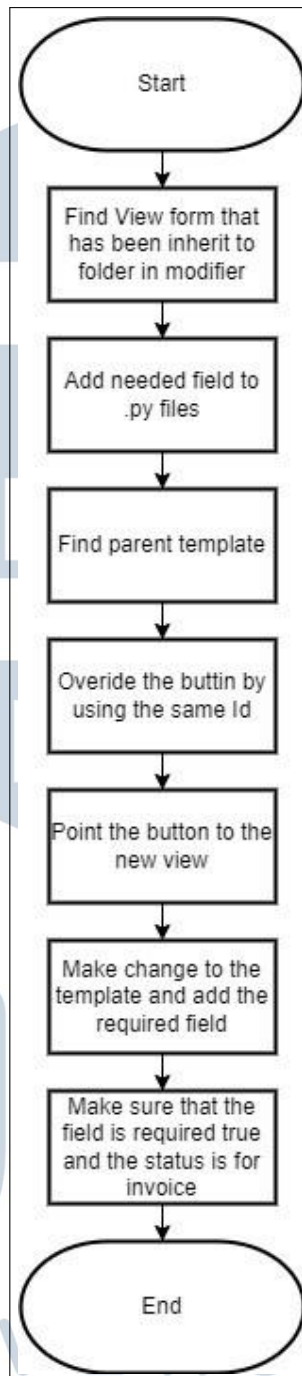 Start
Find View form that
has been inherit to
folder in modifier
Add needed field to
.py files
Find parent template
Overide the buttin by
using the same Id
Point the button to the
new view
Make change to the
template and add the
required field
Make sure that the
field is required true
and the status is for
invoice
End